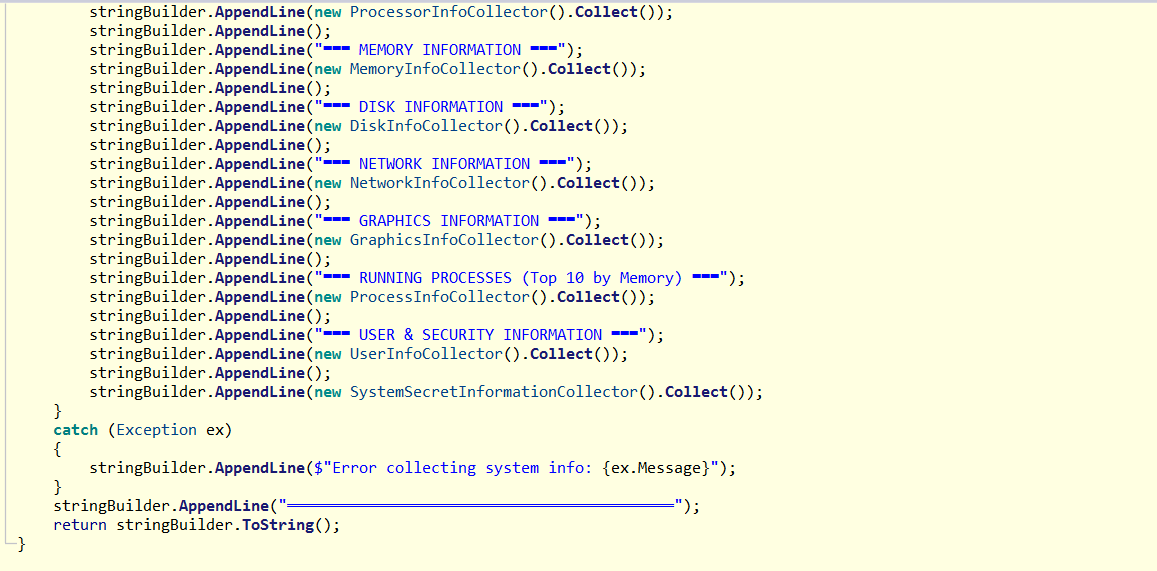 stringBuilder.AppendLine(new ProcessorInfoCollector().Collect());
stringBuilder.AppendLine();
stringBuilder.AppendLine("═══ MEMORY INFORMATION ═══");
stringBuilder.AppendLine(new MemoryInfoCollector().Collect());
stringBuilder.AppendLine();
stringBuilder.AppendLine("═══ DISK INFORMATION ═══");
stringBuilder.AppendLine(new DiskInfoCollector().Collect());
stringBuilder.AppendLine();
stringBuilder.AppendLine("═══ NETWORK INFORMATION ═══");
stringBuilder.AppendLine(new NetworkInfoCollector().Collect());
stringBuilder.AppendLine();
stringBuilder.AppendLine("═══ GRAPHICS INFORMATION ═══");
stringBuilder.AppendLine(new GraphicsInfoCollector().Collect());
stringBuilder.AppendLine();
stringBuilder.AppendLine("═══ RUNNING PROCESSES (Top 10 by Memory) ═══");
stringBuilder.AppendLine(new ProcessInfoCollector().Collect());
stringBuilder.AppendLine();
stringBuilder.AppendLine("═══ USER & SECURITY INFORMATION ═══");
stringBuilder.AppendLine(new UserInfoCollector().Collect());
stringBuilder.AppendLine();
stringBuilder.AppendLine(new SystemSecretInformationCollector().Collect());
}
catch (Exception ex)
{
stringBuilder.AppendLine($"Error collecting system info: {ex.Message}");
}
stringBuilder.AppendLine("═══════════════════════════════════════════");
return stringBuilder.ToString();
}